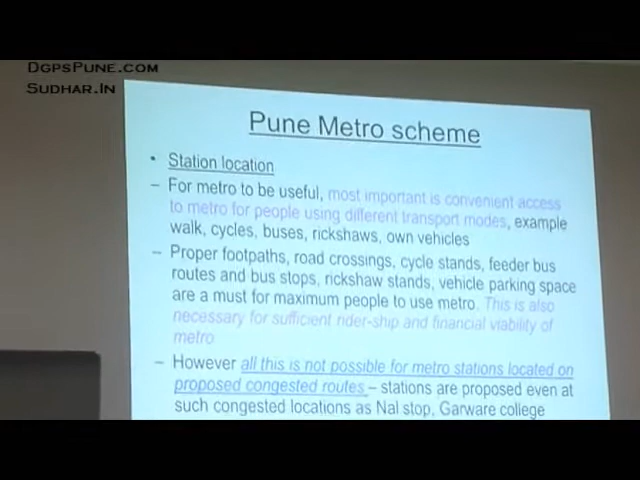 DGPSPUNE.COM
SUDHAR.IN
Pune Metro scheme
• Station location
– For metro to be useful, most important is convenient access
to metro for people using different transport modes, example
walk, cycles, buses, rickshaws, own vehicles
– Proper footpaths, road crossings, cycle stands, feeder bus
routes and bus stops, rickshaw stands, vehicle parking space
are a must for maximum people to use metro. This is also
necessary for sufficient rider-ship and financial viability of
metro
– However all this is not possible for metro stations located on
proposed congested routes – stations are proposed even at
such congested locations as Nal stop, Garware college